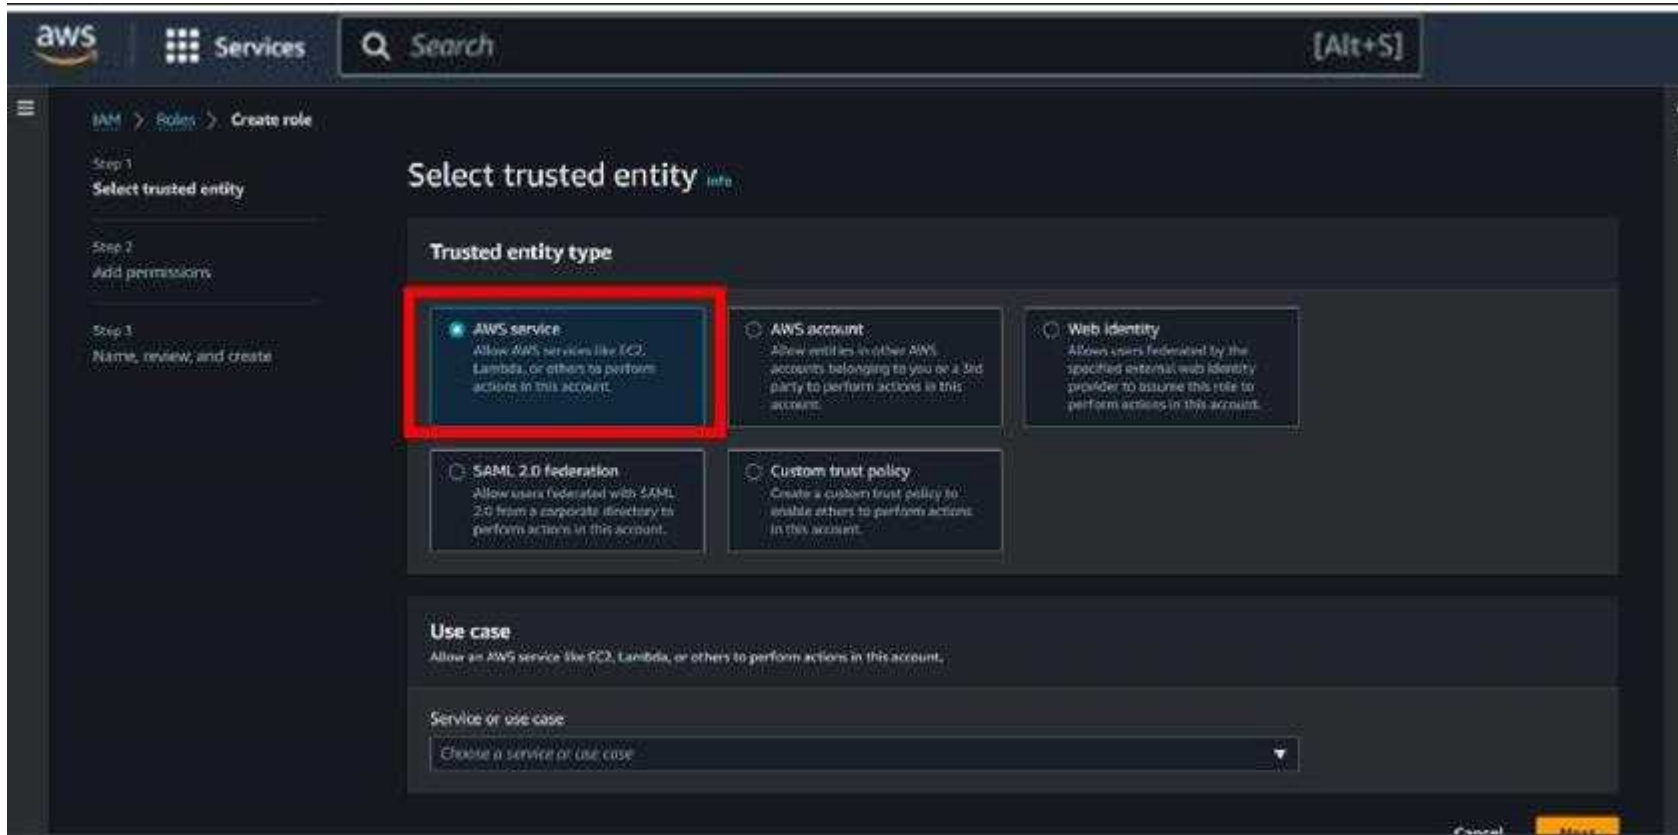 aws
Services
Search
[Alt+S]
IAM > Roles > Create role
Step 1
Select trusted entity
Step 2
Add permissions
Step 3
Name, review, and create
Select trusted entity Info
Trusted entity type
AWS service
Allow AWS services like EC2,
Lambda, or others to perform
actions in this account.
AWS account
Allow entities in other AWS
accounts belonging to you or a 3rd
party to perform actions in this
account.
Web identity
Allows users federated by the
specified external web identity
provider to assume this role to
perform actions in this account.
SAML 2.0 federation
Allow users federated with SAML
2.0 from a corporate directory to
perform actions in this account.
Custom trust policy
Create a custom trust policy to
enable others to perform actions
in this account.
Use case
Allow an AWS service like EC2, Lambda, or others to perform actions in this account.
Service or use case
Choose a service or use case
Cancel
Next